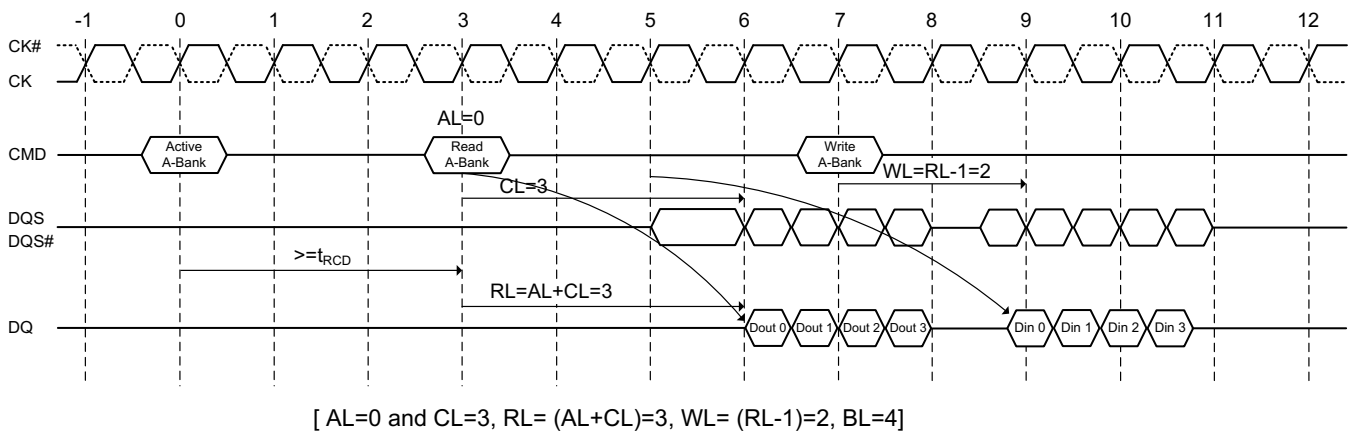 -1 0 1 2 3 4 5 6 7 8 9 10 11 12
CK#
CK
AL=0
CMD
Active
A-Bank
Read
A-Bank
Write
A-Bank
CL=3
WL=RL-1=2
DQS
DQS#
>=tRCD
RL=AL+CL=3
DQ
Dout 0 Dout 1 Dout 2 Dout 3 Din 0 Din 1 Din 2 Din 3
[ AL=0 and CL=3, RL= (AL+CL)=3, WL= (RL-1)=2, BL=4]